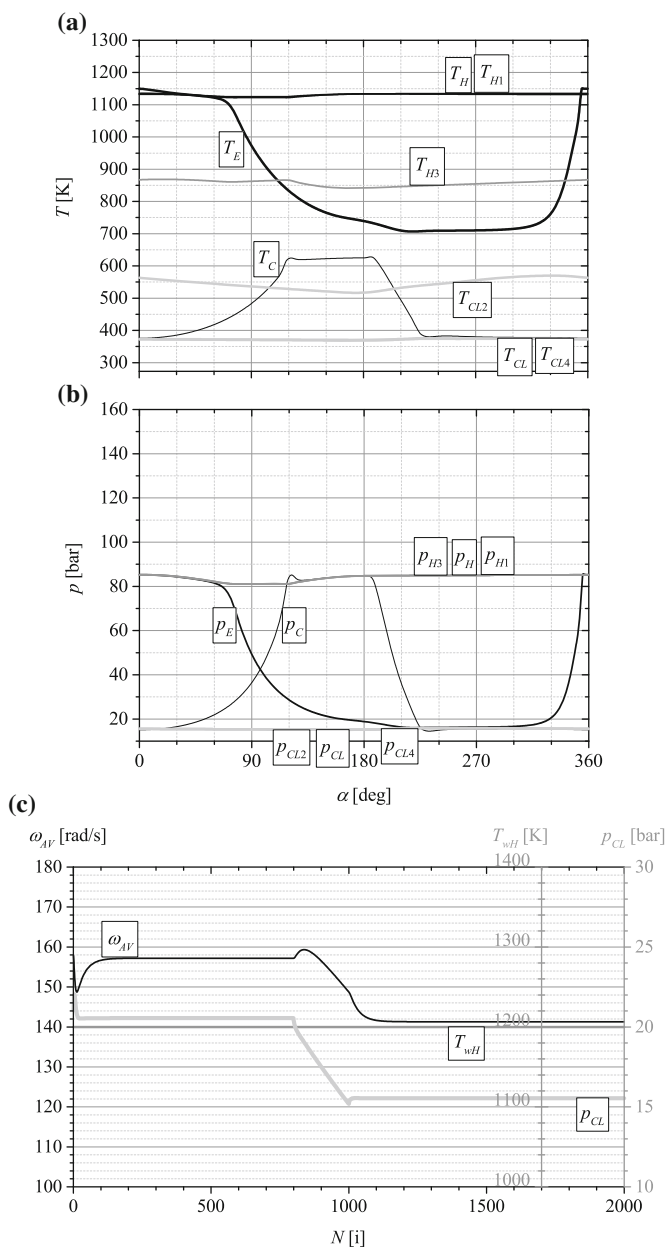 (a)
1300
1200
1100
1000
900
800
700
600
500
400
300
T [K]
T_H T_H1
T_E
T_H3
T_C
T_CL2
T_CL T_CL4
(b)
160
140
120
100
80
60
40
20
p [bar]
p_H3 p_H p_H1
p_E p_C
p_CL2 p_CL p_CL4
0 90 180 270 360
α [deg]
(c)
ω_AV [rad/s] T_wH [K] p_CL [bar]
180 1400 30
170
160 1300 25
150
140 1200 20
130
120 1100 15
110
100 1000 10
ω_AV
T_wH
p_CL
0 500 1000 1500 2000
N [i]